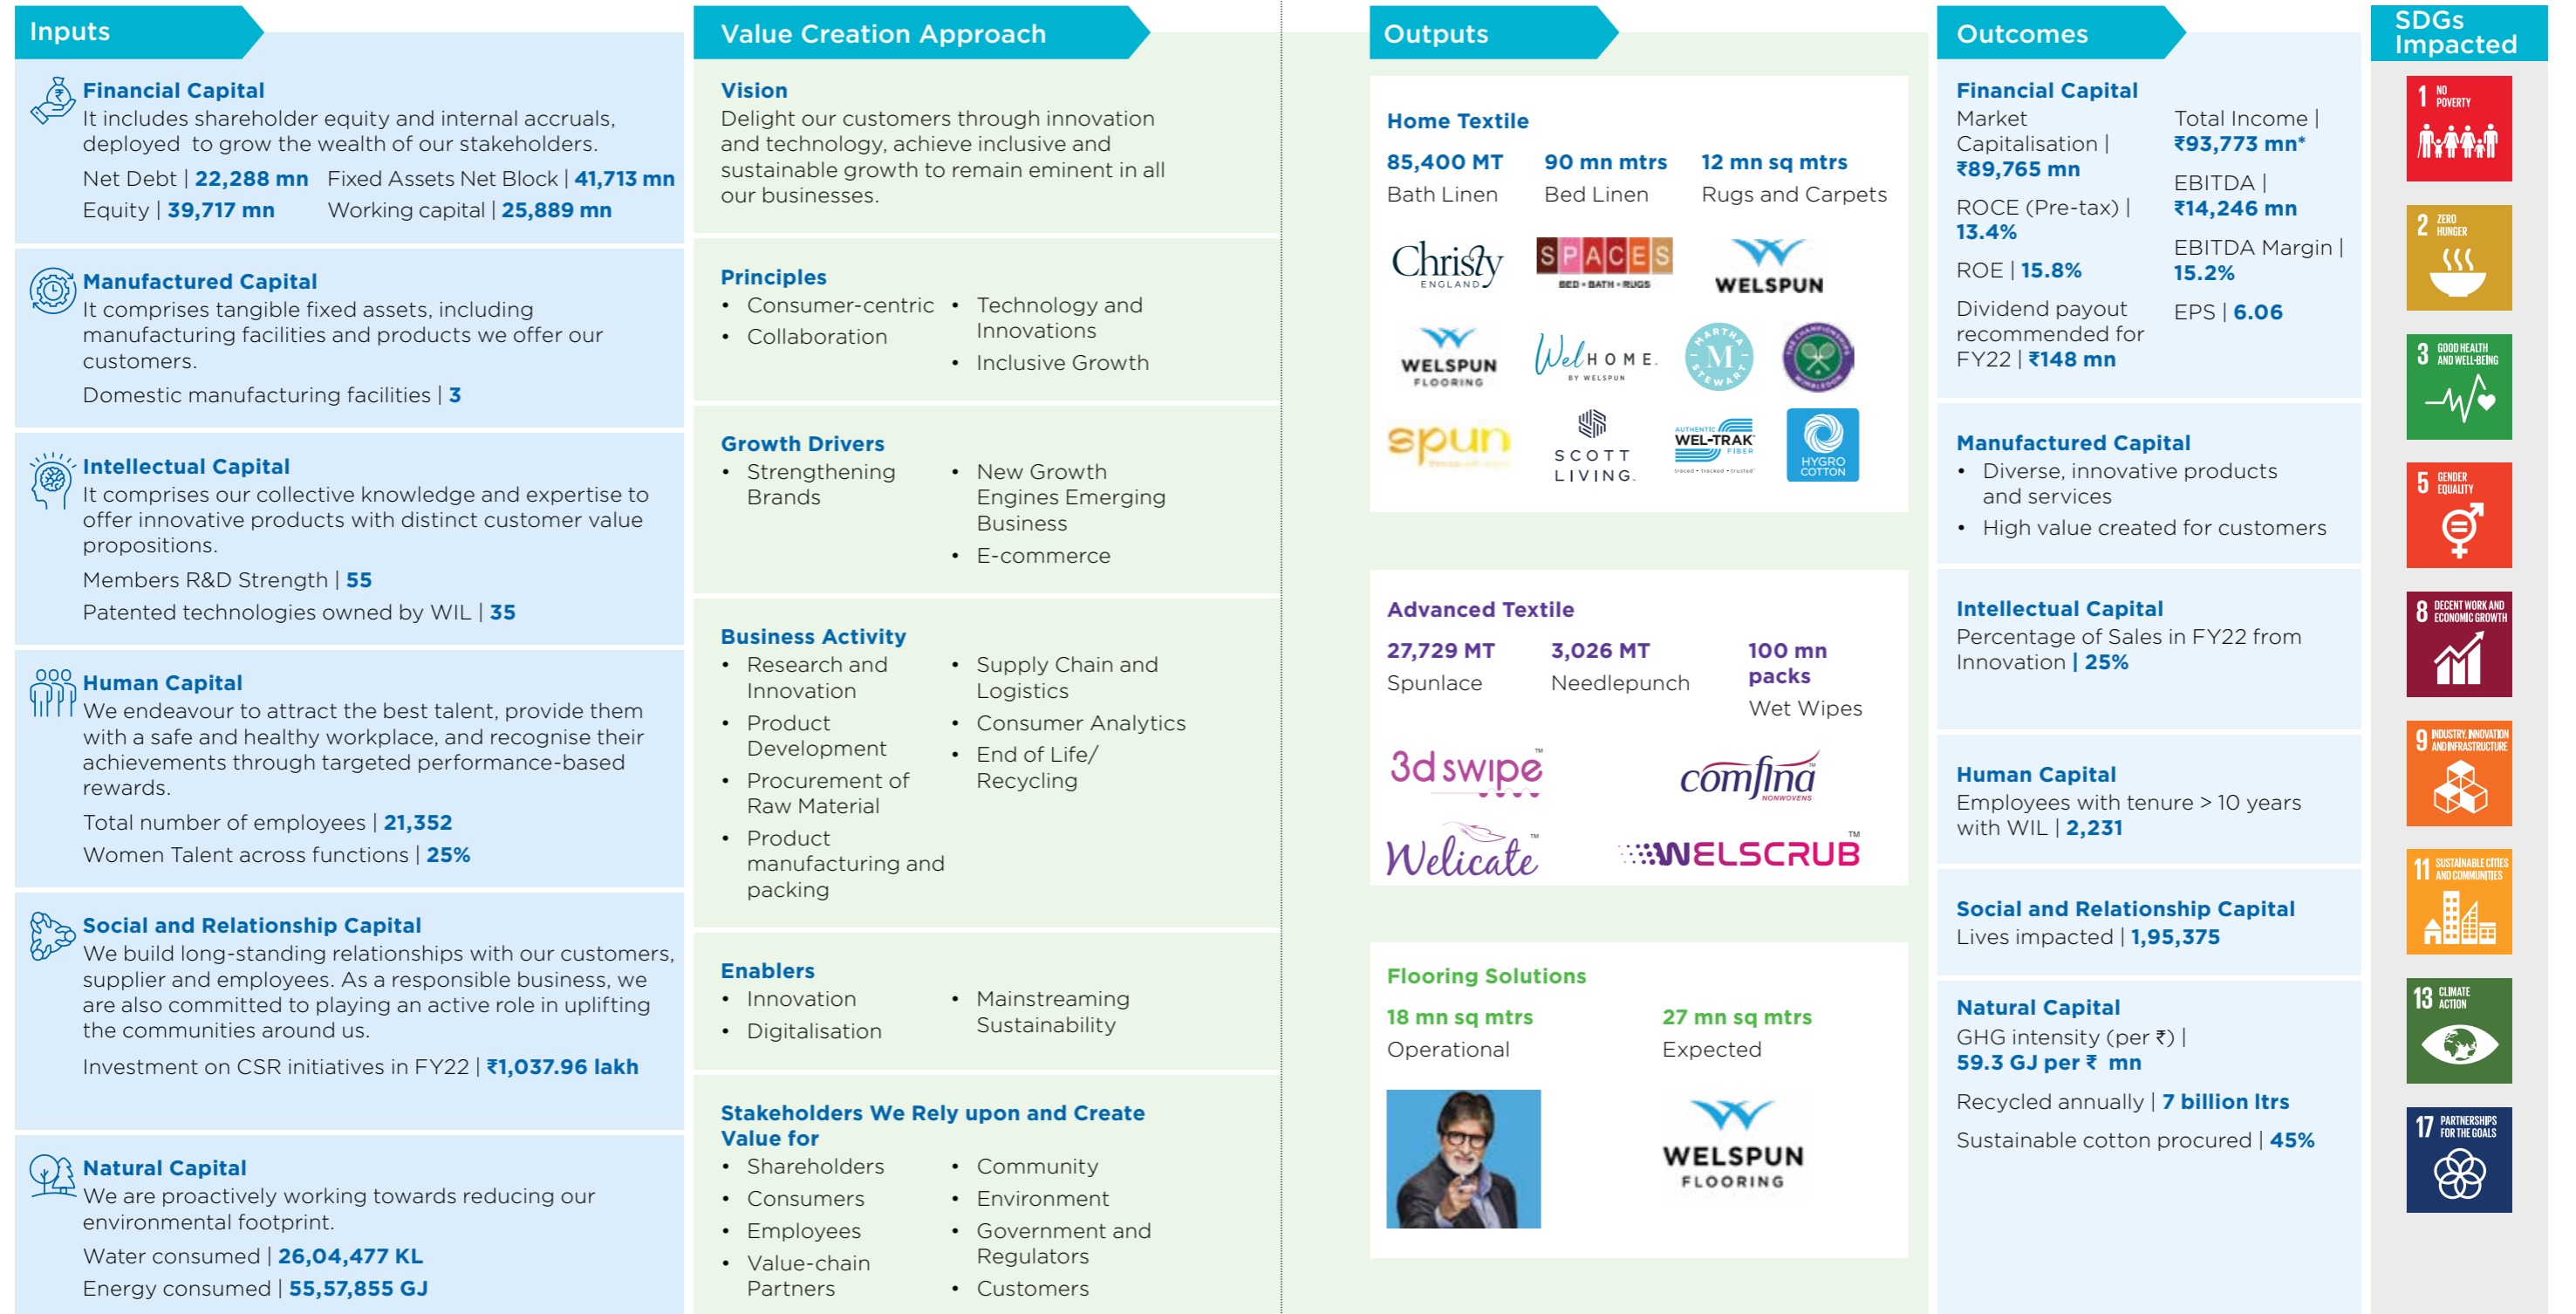 Inputs
Financial Capital
It includes shareholder equity and internal accruals,
deployed to grow the wealth of our stakeholders.
Net Debt | 22,288 mn Fixed Assets Net Block | 41,713 mn
Equity | 39,717 mn Working capital | 25,889 mn
Manufactured Capital
It comprises tangible fixed assets, including
manufacturing facilities and products we offer our
customers.
Domestic manufacturing facilities | 3
Intellectual Capital
It comprises our collective knowledge and expertise to
offer innovative products with distinct customer value
propositions.
Members R&D Strength | 55
Patented technologies owned by WIL | 35
Human Capital
We endeavour to attract the best talent, provide them
with a safe and healthy workplace, and recognise their
achievements through targeted performance-based
rewards.
Total number of employees | 21,352
Women Talent across functions | 25%
Social and Relationship Capital
We build long-standing relationships with our customers,
supplier and employees. As a responsible business, we
are also committed to playing an active role in uplifting
the communities around us.
Investment on CSR initiatives in FY22 | ₹1,037.96 lakh
Natural Capital
We are proactively working towards reducing our
environmental footprint.
Water consumed | 26,04,477 KL
Energy consumed | 55,57,855 GJ
Value Creation Approach
Vision
Delight our customers through innovation
and technology, achieve inclusive and
sustainable growth to remain eminent in all
our businesses.
Principles
• Consumer-centric
• Collaboration
• Technology and
Innovations
• Inclusive Growth
Growth Drivers
• Strengthening
Brands
• New Growth
Engines Emerging
Business
• E-commerce
Business Activity
• Research and
Innovation
• Product
Development
• Procurement of
Raw Material
• Product
manufacturing and
packing
• Supply Chain and
Logistics
• Consumer Analytics
• End of Life/
Recycling
Enablers
• Innovation
• Digitalisation
• Mainstreaming
Sustainability
Stakeholders We Rely upon and Create
Value for
• Shareholders
• Consumers
• Employees
• Value-chain
Partners
• Community
• Environment
• Government and
Regulators
• Customers
Outputs
Home Textile
85,400 MT 90 mn mtrs 12 mn sq mtrs
Bath Linen Bed Linen Rugs and Carpets
Christy
ENGLAND
SPACES
BED • BATH • RUGS
WELSPUN
WELSPUN
FLOORING
WelHOME.
BY WELSPUN
MARTHA
M
STEWART
THE CHAMPIONSHIPS
WIMBLEDON
spun
SCOTT
LIVING.
AUTHENTIC
WEL-TRAK
FIBER
traced • tracked • trusted
HYGRO
COTTON
Advanced Textile
27,729 MT 3,026 MT 100 mn
packs
Spunlace Needlepunch
Wet Wipes
3d swipe™
comfina™
NONWOVENS
Welicate™
WELSCRUB™
Flooring Solutions
18 mn sq mtrs 27 mn sq mtrs
Operational Expected
WELSPUN
FLOORING
Outcomes
Financial Capital
Market
Capitalisation |
₹89,765 mn
ROCE (Pre-tax) |
13.4%
ROE | 15.8%
Dividend payout
recommended for
FY22 | ₹148 mn
Total Income |
₹93,773 mn*
EBITDA |
₹14,246 mn
EBITDA Margin |
15.2%
EPS | 6.06
Manufactured Capital
• Diverse, innovative products
and services
• High value created for customers
Intellectual Capital
Percentage of Sales in FY22 from
Innovation | 25%
Human Capital
Employees with tenure > 10 years
with WIL | 2,231
Social and Relationship Capital
Lives impacted | 1,95,375
Natural Capital
GHG intensity (per ₹) |
59.3 GJ per ₹ mn
Recycled annually | 7 billion ltrs
Sustainable cotton procured | 45%
SDGs
Impacted
1 NO
POVERTY
2 ZERO
HUNGER
3 GOOD HEALTH
AND WELL-BEING
5 GENDER
EQUALITY
8 DECENT WORK AND
ECONOMIC GROWTH
9 INDUSTRY, INNOVATION
AND INFRASTRUCTURE
11 SUSTAINABLE CITIES
AND COMMUNITIES
13 CLIMATE
ACTION
17 PARTNERSHIPS
FOR THE GOALS